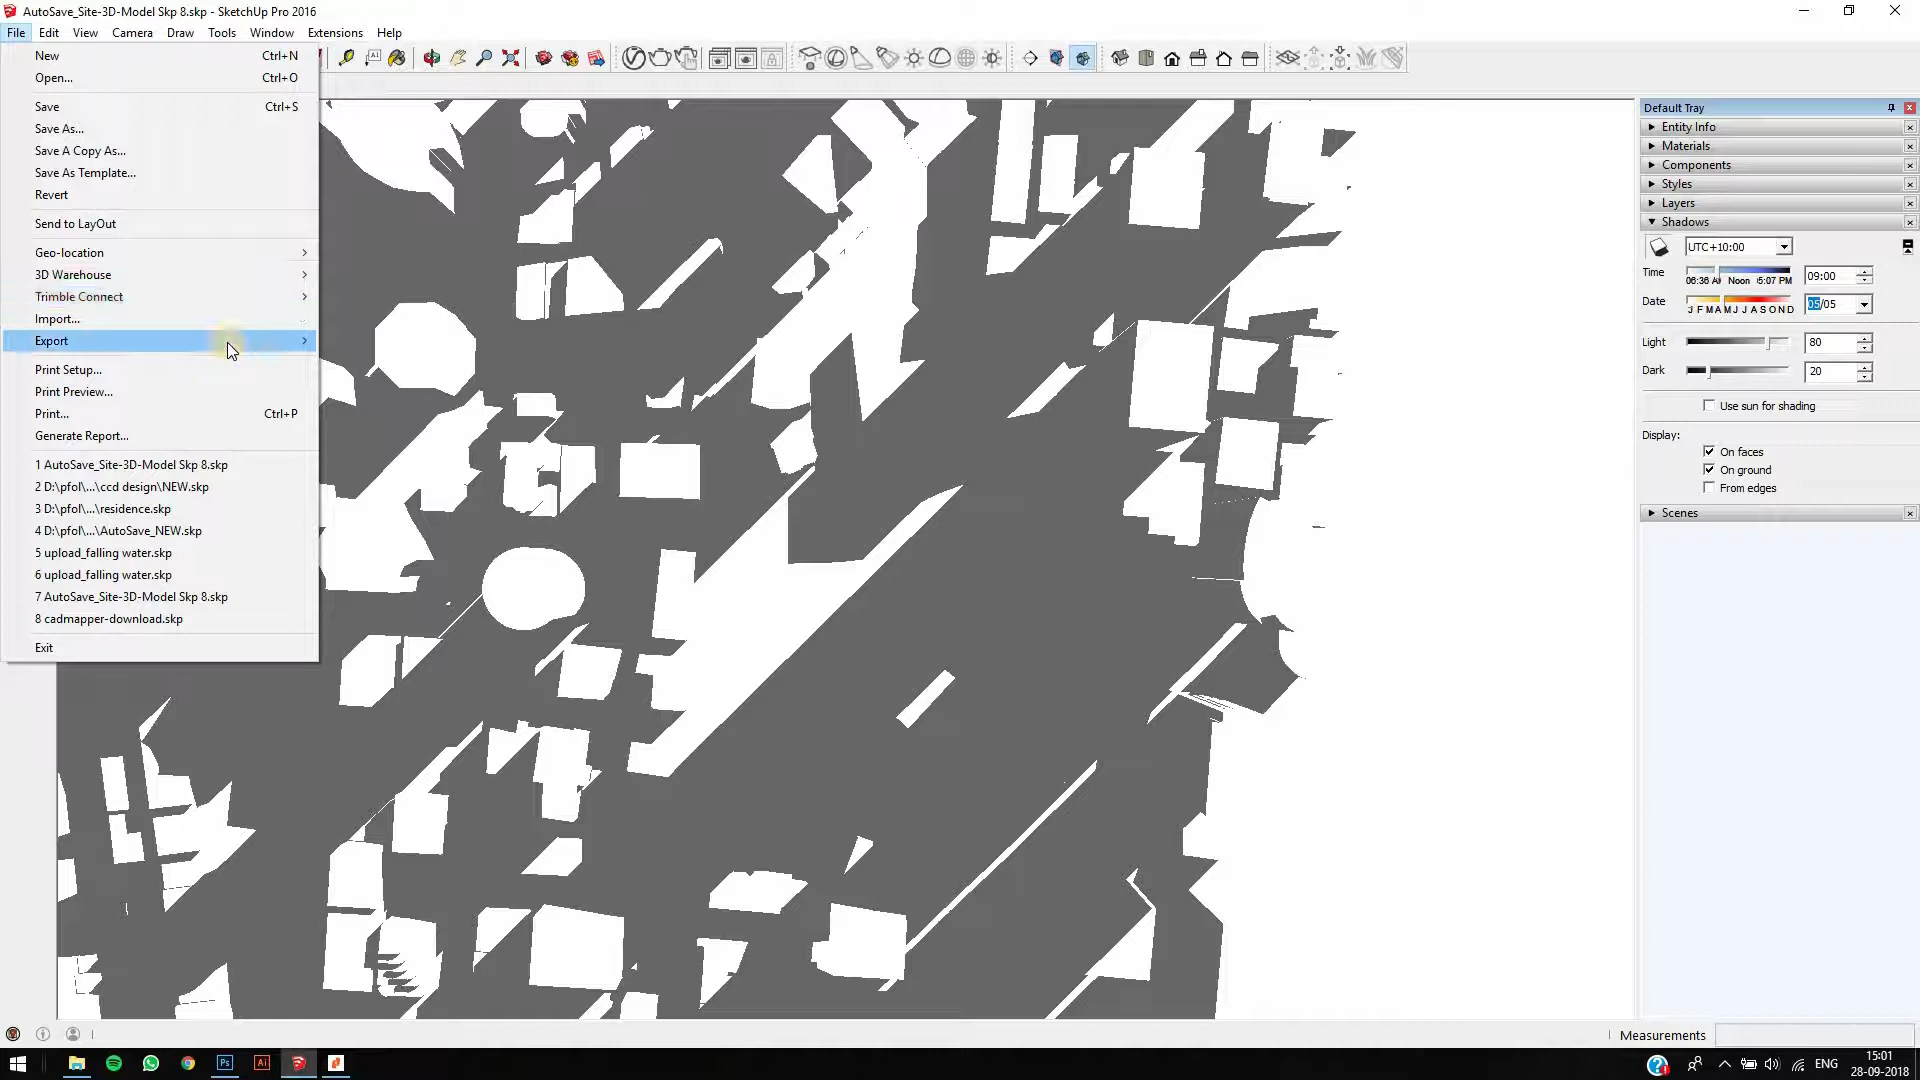 AutoSave_Site-3D-Model Skp 8.skp - SketchUp Pro 2016
File Edit View Camera Draw Tools Window Extensions Help
New Ctrl+N
Open... Ctrl+O
Save Ctrl+S
Save As...
Save A Copy As...
Save As Template...
Revert
Send to LayOut
Geo-location
3D Warehouse
Trimble Connect
Import...
Export
Print Setup...
Print Preview...
Print... Ctrl+P
Generate Report...
1 AutoSave_Site-3D-Model Skp 8.skp
2 D:\pfol\...\ccd design\NEW.skp
3 D:\pfol\...\residence.skp
4 D:\pfol\...\AutoSave_NEW.skp
5 upload_falling water.skp
6 upload_falling water.skp
7 AutoSave_Site-3D-Model Skp 8.skp
8 cadmapper-download.skp
Exit
Default Tray
Entity Info
Materials
Components
Styles
Layers
Shadows
UTC+10:00
Time 09:00
Noon
Date 05/05
J F M A M J J A S O N D
Light 80
Dark 20
Use sun for shading
Display:
On faces
On ground
From edges
Scenes
Measurements
Ps Ai
ENG
15:01
28-09-2018